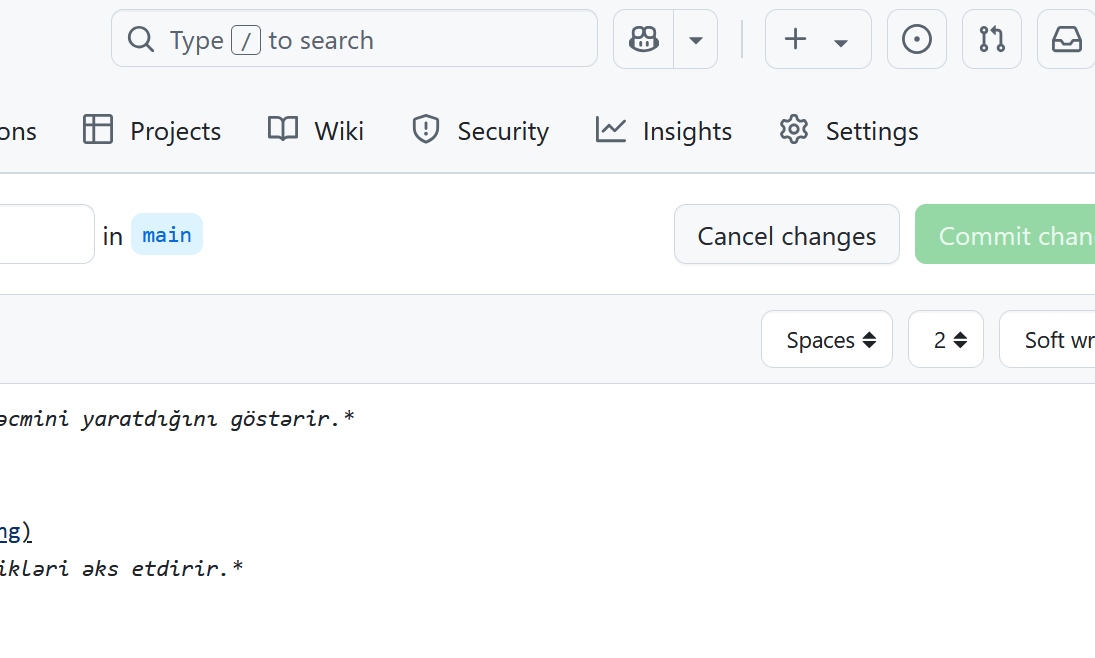 Type / to search
ons Projects Wiki Security Insights Settings
in main Cancel changes Commit chan
Spaces 2 Soft wr
əcmini yaratdığını göstərir.*
ng)
ikləri əks etdirir.*